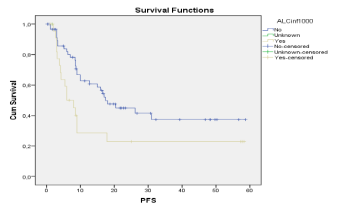 Survival Functions
ALCinf1000
No
Unknown
Yes
No-censored
Unknown-censored
Yes-censored
Cum Survival
1,0
0,8
0,6
0,4
0,2
0,0
0
10
20
30
40
50
60
PFS